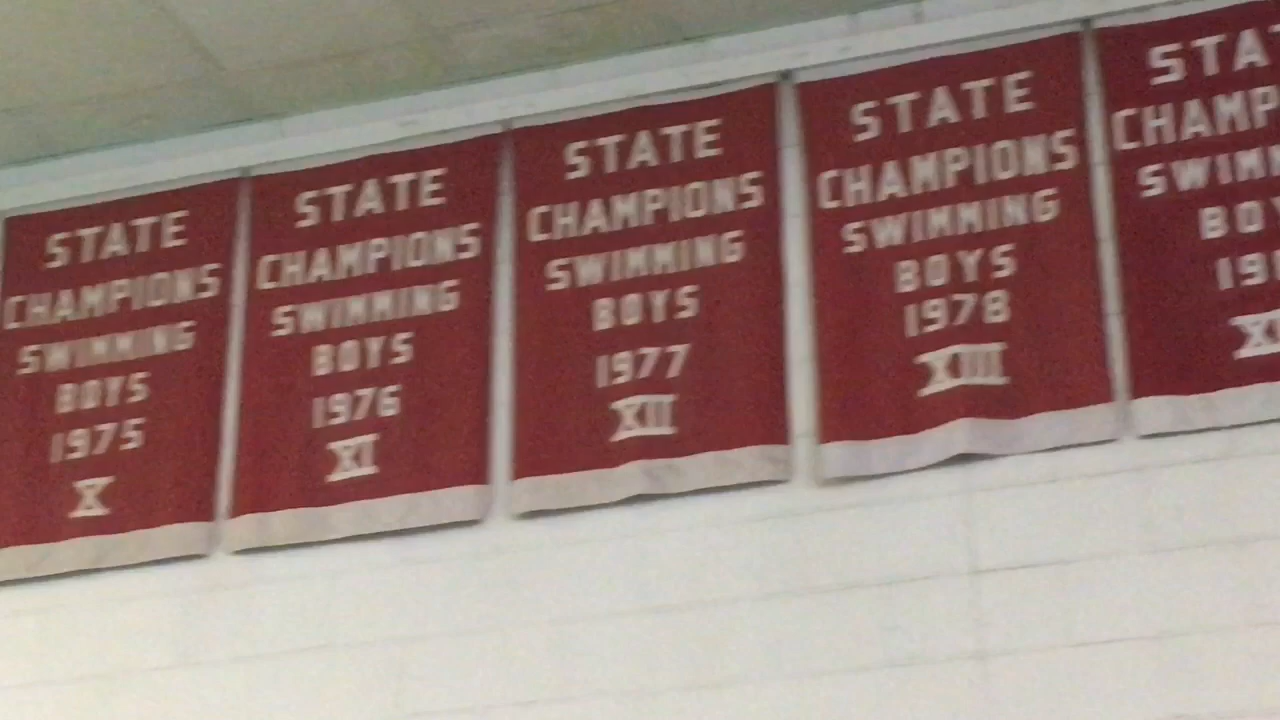 STATE
CHAMPIONS
SWIMMING
BOYS
1975
X
STATE
CHAMPIONS
SWIMMING
BOYS
1976
XI
STATE
CHAMPIONS
SWIMMING
BOYS
1977
XII
STATE
CHAMPIONS
SWIMMING
BOYS
1978
XIII